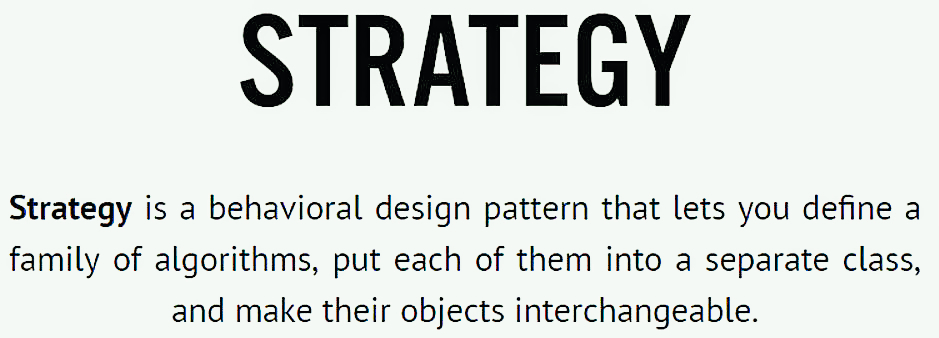 STRATEGY
Strategy is a behavioral design pattern that lets you define a
family of algorithms, put each of them into a separate class,
and make their objects interchangeable.